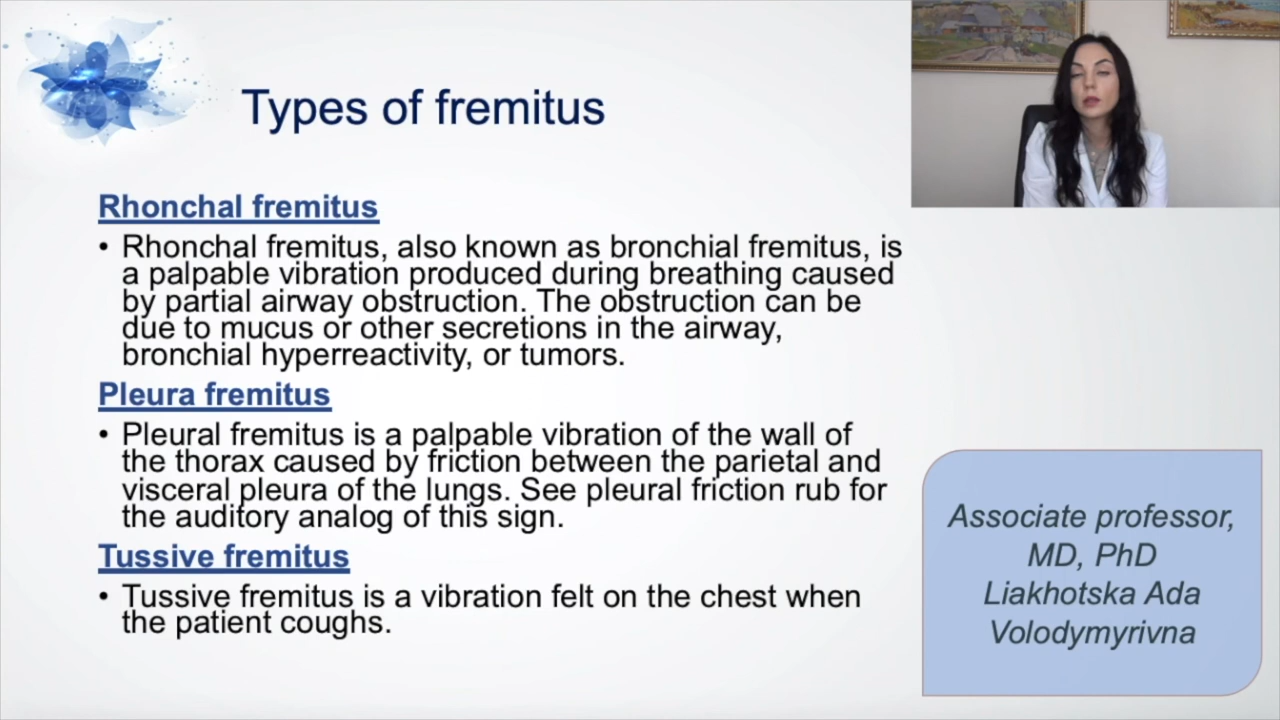 Types of fremitus
Rhonchal fremitus
• Rhonchal fremitus, also known as bronchial fremitus, is
a palpable vibration produced during breathing caused
by partial airway obstruction. The obstruction can be
due to mucus or other secretions in the airway,
bronchial hyperreactivity, or tumors.
Pleura fremitus
• Pleural fremitus is a palpable vibration of the wall of
the thorax caused by friction between the parietal and
visceral pleura of the lungs. See pleural friction rub for
the auditory analog of this sign.
Tussive fremitus
• Tussive fremitus is a vibration felt on the chest when
the patient coughs.
Associate professor,
MD, PhD
Liakhotska Ada
Volodymyrivna